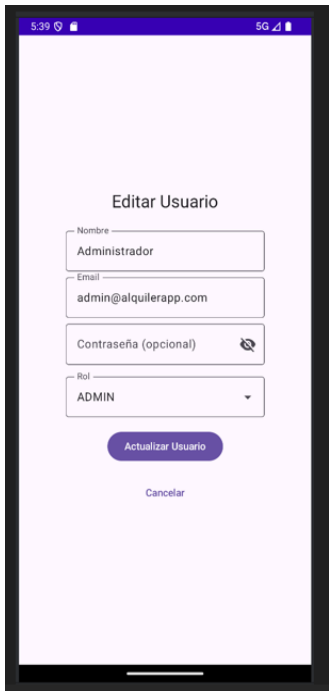 5:39 5G
Editar Usuario
Nombre
Administrador
Email
admin@alquilerapp.com
Contraseña (opcional)
Rol
ADMIN
Actualizar Usuario
Cancelar